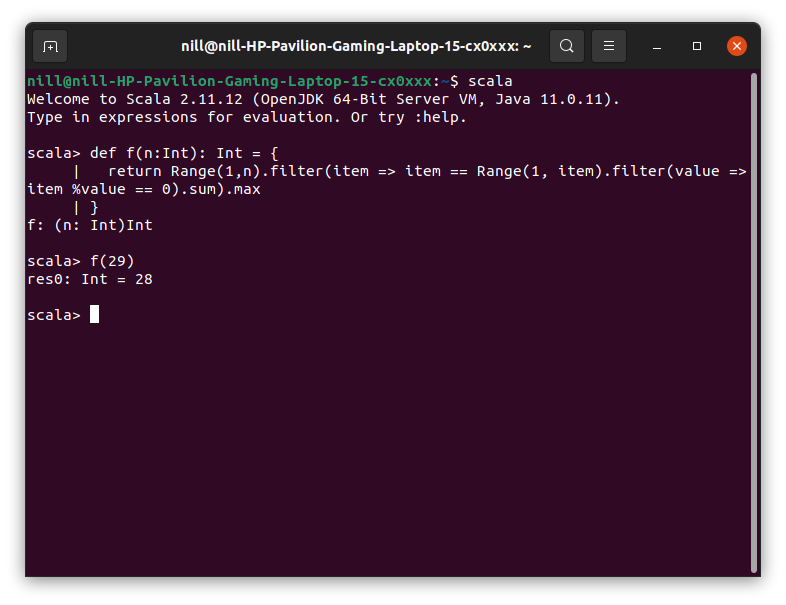 nill@nill-HP-Pavilion-Gaming-Laptop-15-cx0xxx: ~
nill@nill-HP-Pavilion-Gaming-Laptop-15-cx0xxx:~$ scala
Welcome to Scala 2.11.12 (OpenJDK 64-Bit Server VM, Java 11.0.11).
Type in expressions for evaluation. Or try :help.
scala> def f(n:Int): Int = {
     |   return Range(1,n).filter(item => item == Range(1, item).filter(value =>
item %value == 0).sum).max
     | }
f: (n: Int)Int
scala> f(29)
res0: Int = 28
scala>